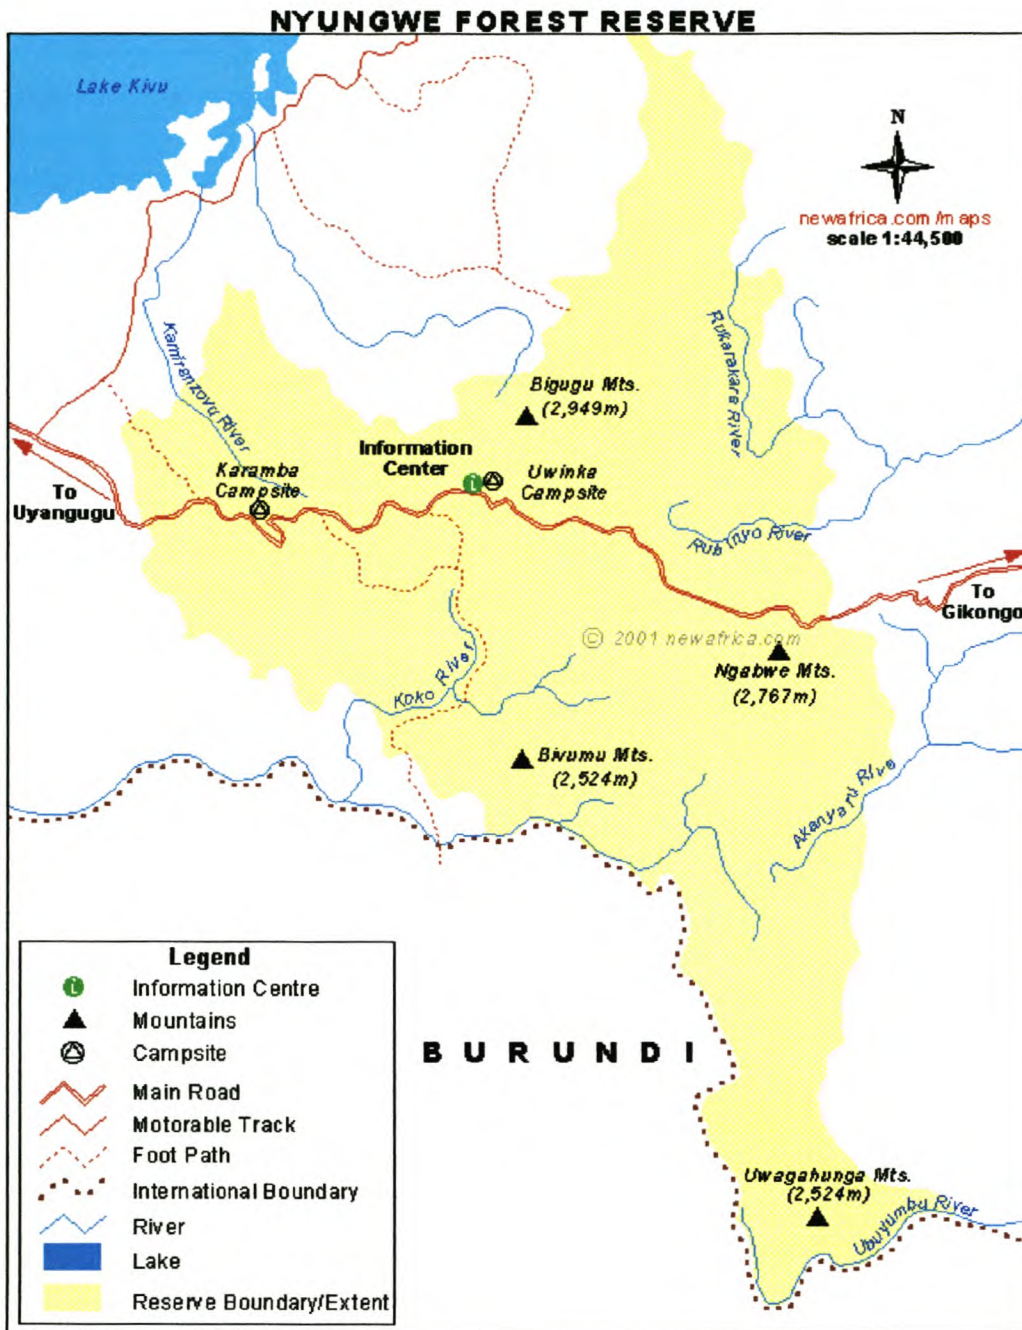 NYUNGWE FOREST RESERVE
Lake Kivu
N
newafrica.com/maps
scale 1:44,500
Kamiranzovu River
Rukarakara River
Bigugu Mts.
(2,949m)
Information
Center
Karamba
Campsite
Uwinka
Campsite
To
Uyangugu
River
To
Gikongo
© 2001 newafrica.com
Ngabwe Mts.
(2,767m)
Koko River
Bivumu Mts.
(2,524m)
Akanyaru Rive
Legend
Information Centre
Mountains
Campsite
Main Road
Motorable Track
Foot Path
International Boundary
River
Lake
Reserve Boundary/Extent
BURUNDI
Uwagahunga Mts.
(2,524m)
Ubuyumbu River